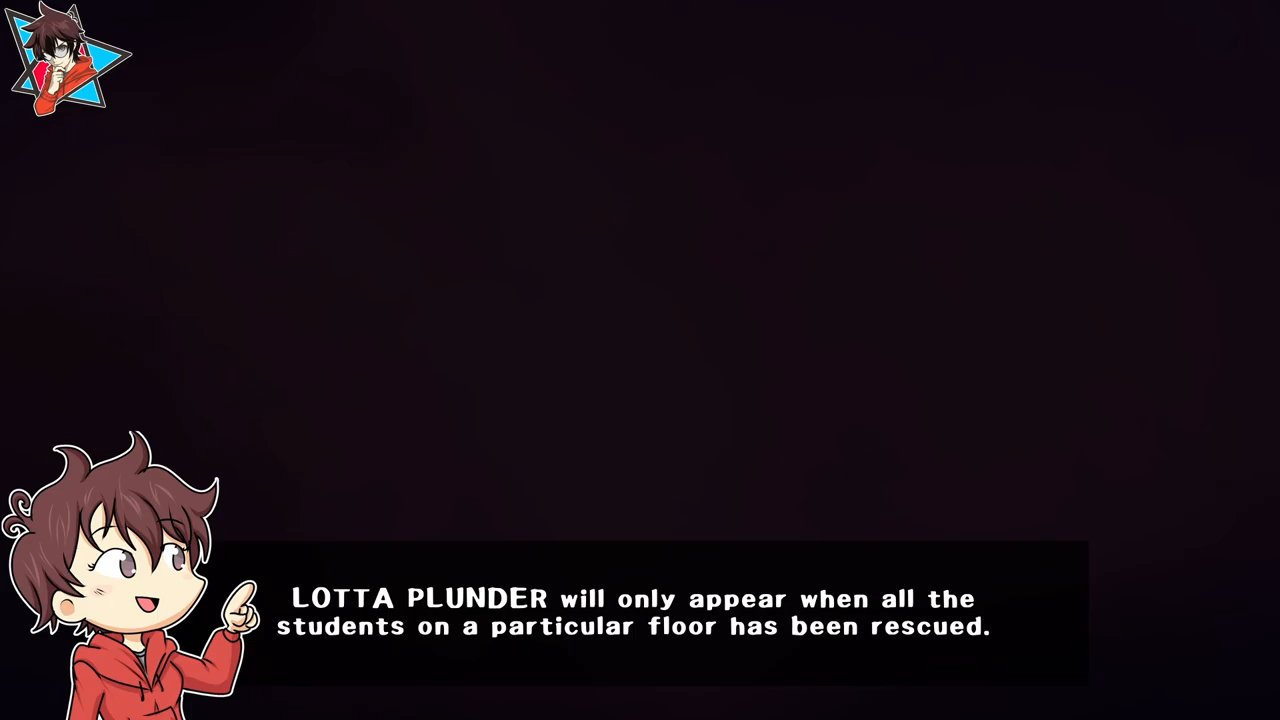 LOTTA PLUNDER will only appear when all the
students on a particular floor has been rescued.